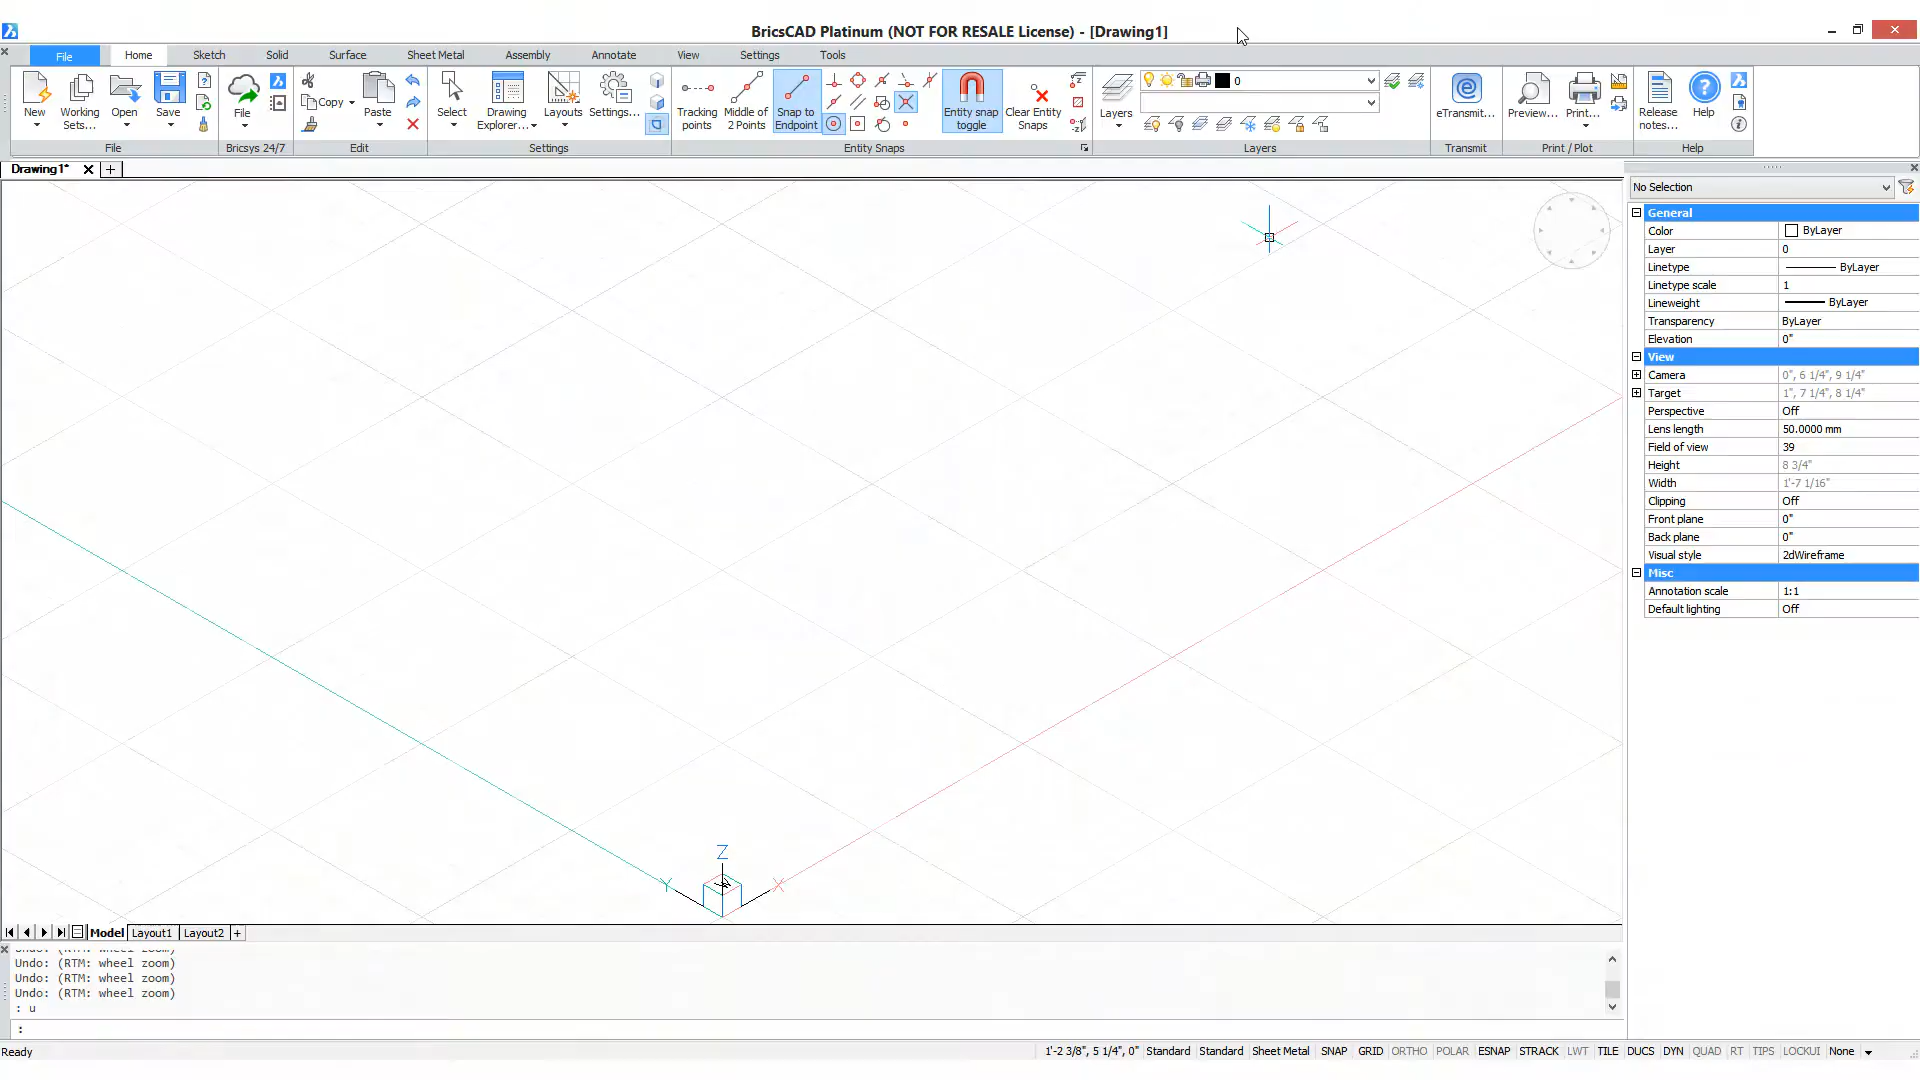 BricsCAD Platinum (NOT FOR RESALE License) - [Drawing1]
File Home Sketch Solid Surface Sheet Metal Assembly Annotate View Settings Tools
New
Working Sets...
Open
Save
File
Copy
Paste
Select
Drawing Explorer...
Layouts
Settings...
Tracking points
Middle of 2 Points
Snap to Endpoint
Entity snap toggle
Clear Entity Snaps
Layers
0
eTransmit...
Preview...
Print...
Release notes...
Help
File Bricsys 24/7 Edit Settings Entity Snaps Layers Transmit Print / Plot Help
Drawing1*
No Selection
General
Color ByLayer
Layer 0
Linetype ByLayer
Linetype scale 1
Lineweight ByLayer
Transparency ByLayer
Elevation 0"
View
Camera 0", 6 1/4", 9 1/4"
Target 1", 7 1/4", 8 1/4"
Perspective Off
Lens length 50.0000 mm
Field of view 39
Height 8 3/4"
Width 1'-7 1/16"
Clipping Off
Front plane 0"
Back plane 0"
Visual style 2dWireframe
Misc
Annotation scale 1:1
Default lighting Off
Z
Y X
Model Layout1 Layout2 +
Undo: (RTM: wheel zoom)
Undo: (RTM: wheel zoom)
Undo: (RTM: wheel zoom)
Undo: (RTM: wheel zoom)
: u
:
Ready 1'-2 3/8", 5 1/4", 0" Standard Standard Sheet Metal SNAP GRID ORTHO POLAR ESNAP STRACK LWT TILE DUCS DYN QUAD RT TIPS LOCKUI None